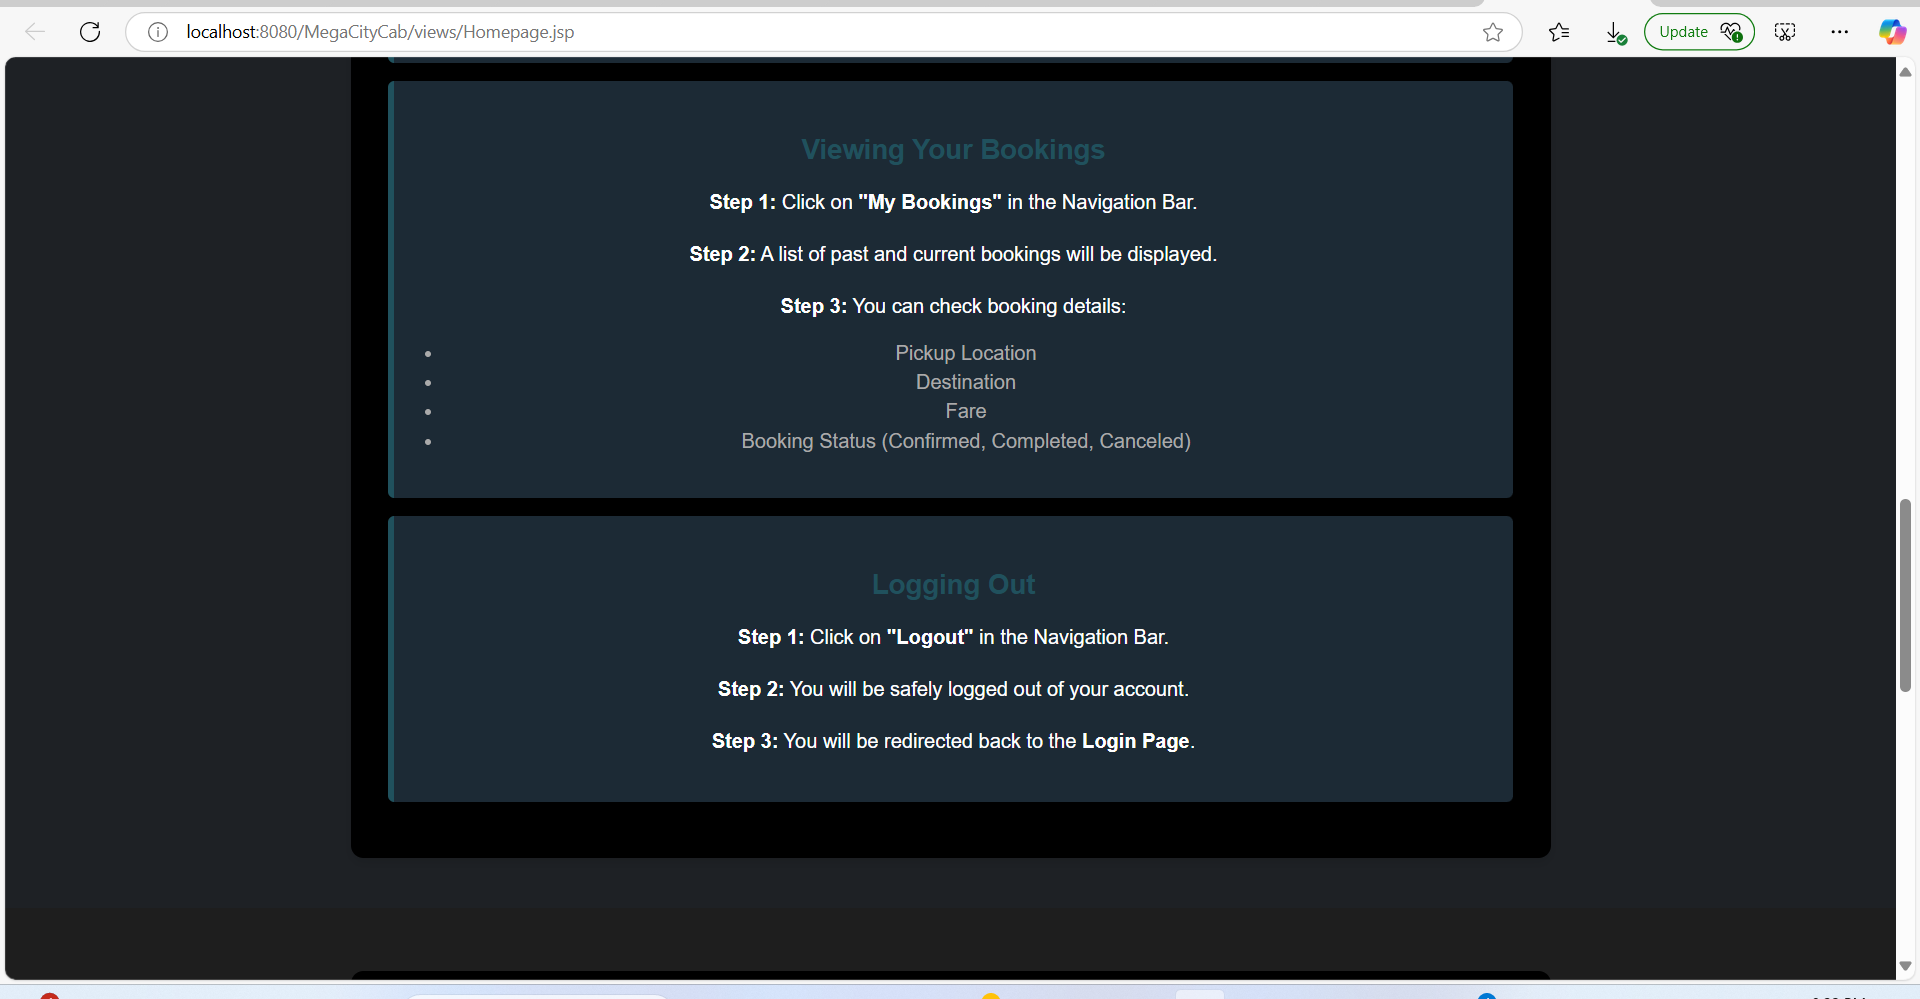 localhost:8080/MegaCityCab/views/Homepage.jsp
Update
Viewing Your Bookings
Step 1: Click on "My Bookings" in the Navigation Bar.
Step 2: A list of past and current bookings will be displayed.
Step 3: You can check booking details:
• Pickup Location
• Destination
• Fare
• Booking Status (Confirmed, Completed, Canceled)
Logging Out
Step 1: Click on "Logout" in the Navigation Bar.
Step 2: You will be safely logged out of your account.
Step 3: You will be redirected back to the Login Page.